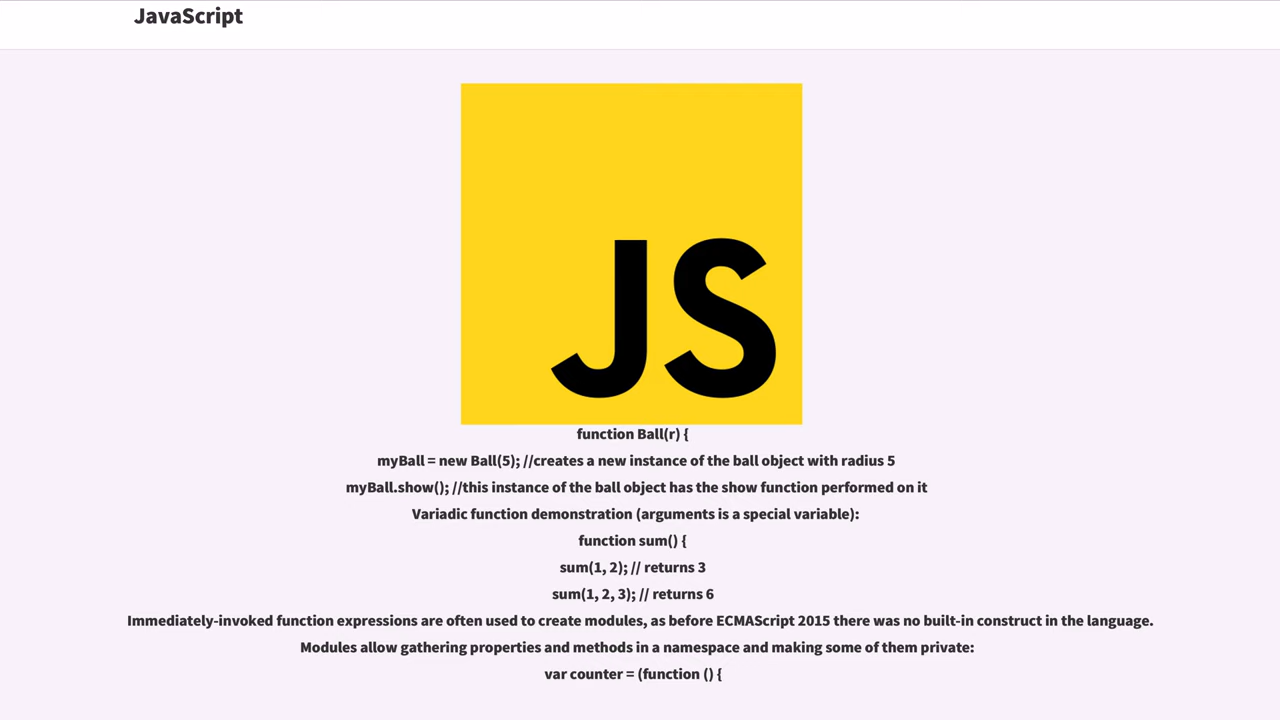 JavaScript
JS
function Ball(r) {
myBall = new Ball(5); //creates a new instance of the ball object with radius 5
myBall.show(); //this instance of the ball object has the show function performed on it
Variadic function demonstration (arguments is a special variable):
function sum() {
sum(1, 2); // returns 3
sum(1, 2, 3); // returns 6
Immediately-invoked function expressions are often used to create modules, as before ECMAScript 2015 there was no built-in construct in the language.
Modules allow gathering properties and methods in a namespace and making some of them private:
var counter = (function () {